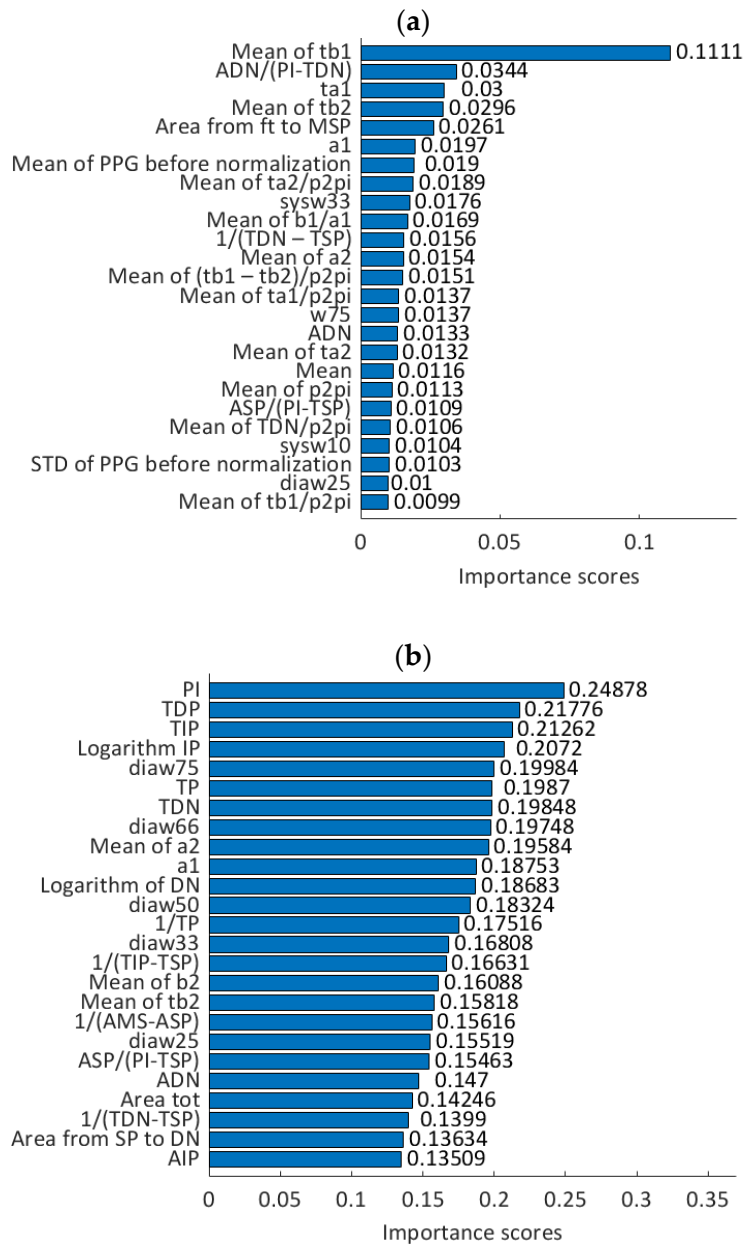 (a)
Mean of tb1 0.1111
ADN/(PI-TDN) 0.0344
ta1 0.03
Mean of tb2 0.0296
Area from ft to MSP 0.0261
a1 0.0197
Mean of PPG before normalization 0.019
Mean of ta2/p2pi 0.0189
sysw33 0.0176
Mean of b1/a1 0.0169
1/(TDN – TSP) 0.0156
Mean of a2 0.0154
Mean of (tb1 – tb2)/p2pi 0.0151
Mean of ta1/p2pi 0.0137
w75 0.0137
ADN 0.0133
Mean of ta2 0.0132
Mean 0.0116
Mean of p2pi 0.0113
ASP/(PI-TSP) 0.0109
Mean of TDN/p2pi 0.0106
sysw10 0.0104
STD of PPG before normalization 0.0103
diaw25 0.01
Mean of tb1/p2pi 0.0099
0 0.05 0.1
Importance scores
(b)
PI 0.24878
TDP 0.21776
TIP 0.21262
Logarithm IP 0.2072
diaw75 0.19984
TP 0.1987
TDN 0.19848
diaw66 0.19748
Mean of a2 0.19584
a1 0.18753
Logarithm of DN 0.18683
diaw50 0.18324
1/TP 0.17516
diaw33 0.16808
1/(TIP-TSP) 0.16631
Mean of b2 0.16088
Mean of tb2 0.15818
1/(AMS-ASP) 0.15616
diaw25 0.15519
ASP/(PI-TSP) 0.15463
ADN 0.147
Area tot 0.14246
1/(TDN-TSP) 0.1399
Area from SP to DN 0.13634
AIP 0.13509
0 0.05 0.1 0.15 0.2 0.25 0.3 0.35
Importance scores